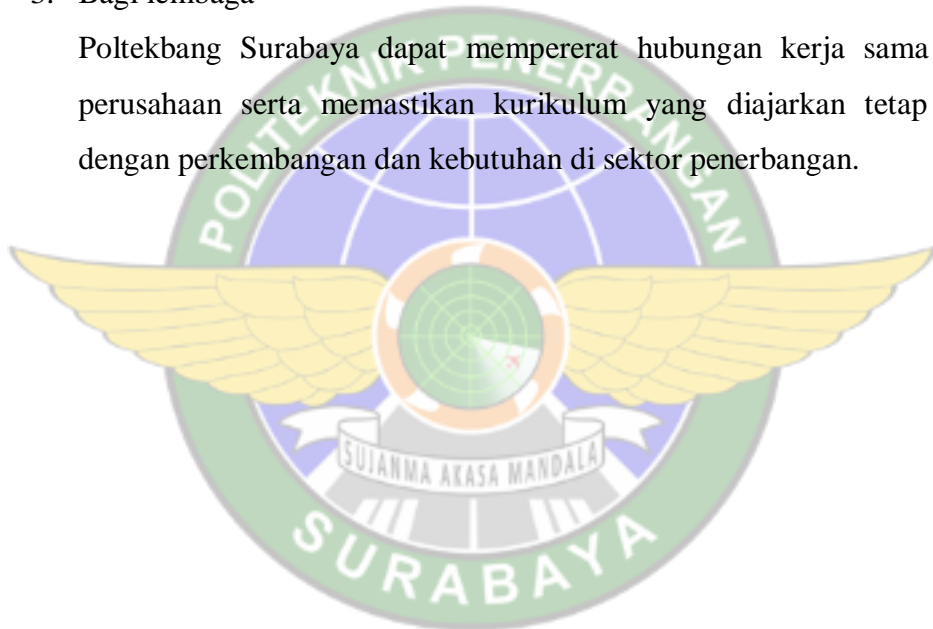 Bagi lembaga
Poltekbang Surabaya dapat mempererat hubungan kerja sama
perusahaan serta memastikan kurikulum yang diajarkan tetap
dengan perkembangan dan kebutuhan di sektor penerbangan.
POLITEKNIK PENERBANGAN
SUJANMA AKASA MANDALA
SURABAYA